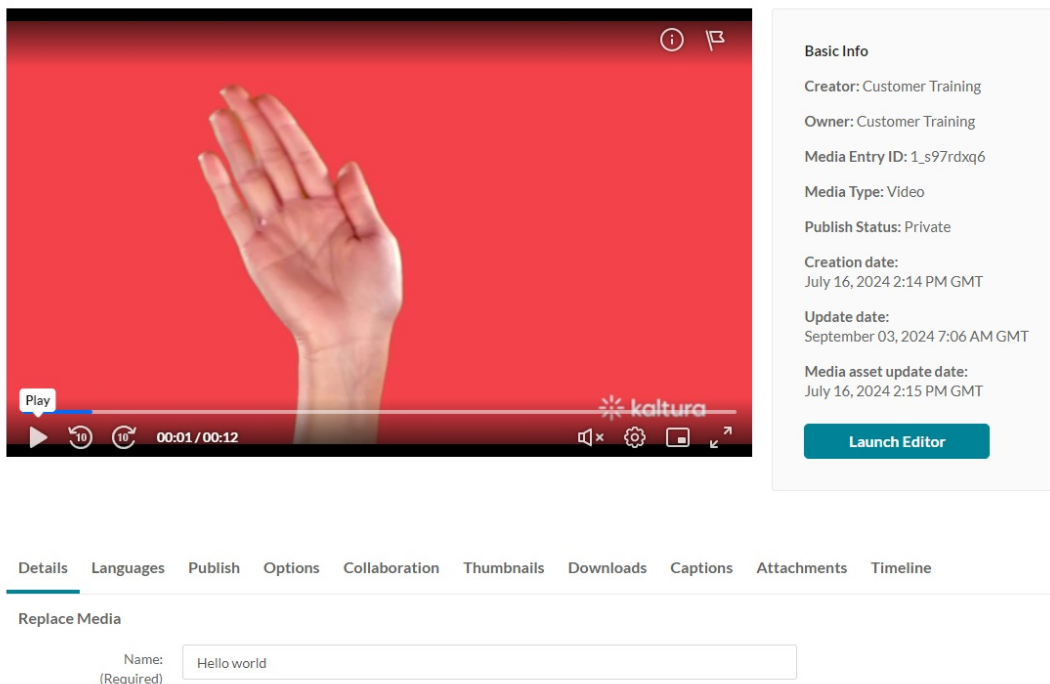 Play
10
10
00:01 / 00:12
kaltura
Basic Info
Creator: Customer Training
Owner: Customer Training
Media Entry ID: 1_s97rdxq6
Media Type: Video
Publish Status: Private
Creation date:
July 16, 2024 2:14 PM GMT
Update date:
September 03, 2024 7:06 AM GMT
Media asset update date:
July 16, 2024 2:15 PM GMT
Launch Editor
Details Languages Publish Options Collaboration Thumbnails Downloads Captions Attachments Timeline
Replace Media
Name: Hello world
(Required)